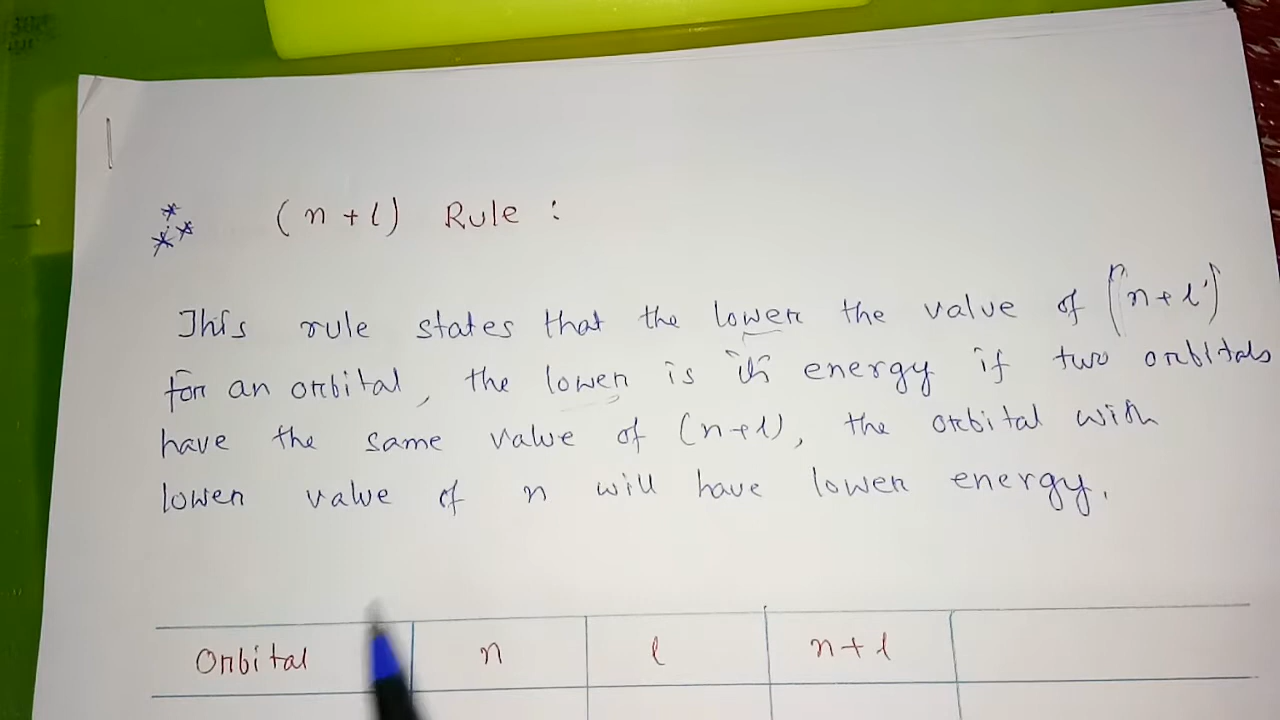 (n+l) Rule :
This rule states that the lower the value of (n+l)
for an orbital, the lower is its energy if two orbitals
have the same value of (n+l), the orbital with
lower value of n will have lower energy.
Orbital n l n+l